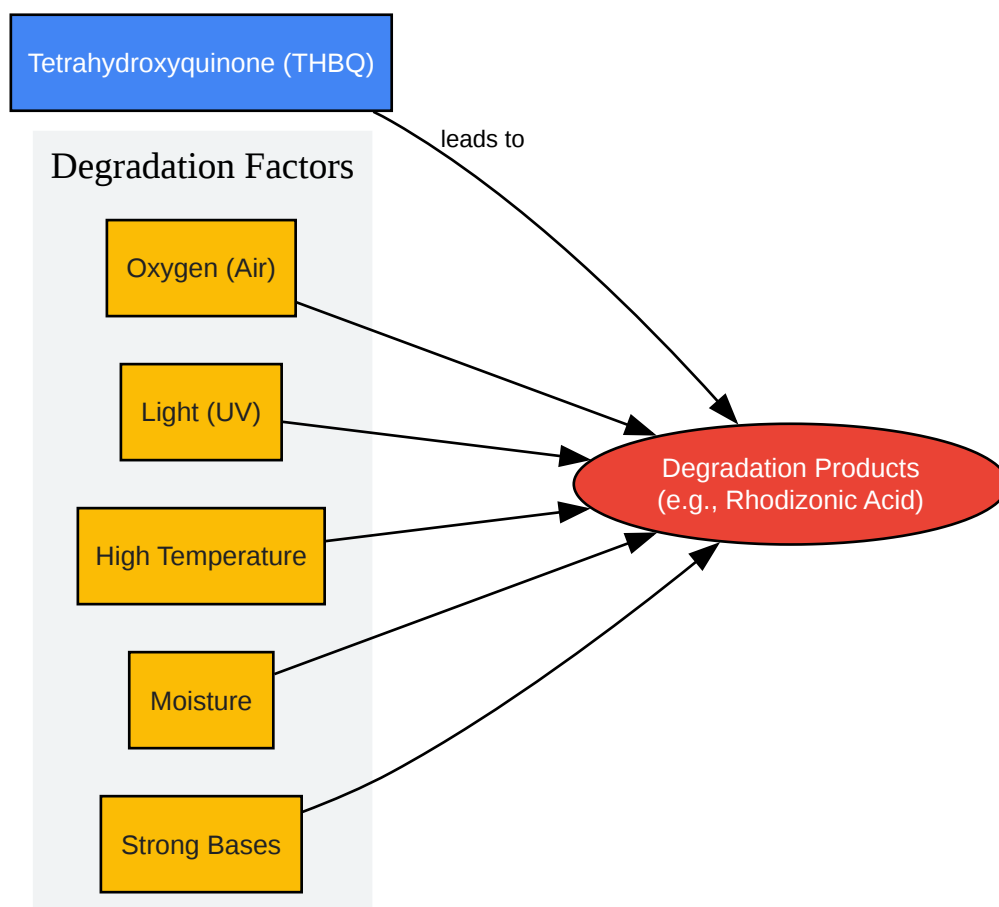 Tetrahydroxyquinone (THBQ)
leads to
Degradation Factors
Oxygen (Air)
Light (UV)
High Temperature
Moisture
Strong Bases
Degradation Products
(e.g., Rhodizonic Acid)